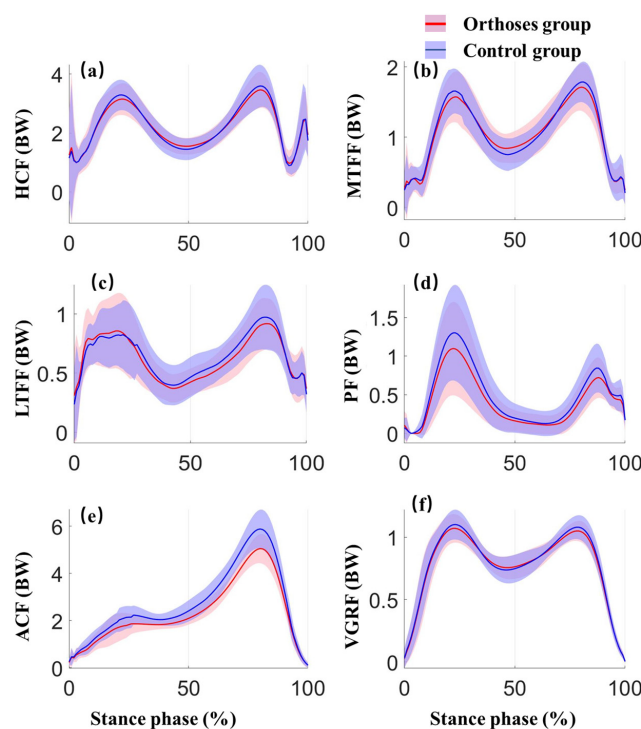 Orthoses group
Control group
(a)
HCF (BW)
4
2
0
0
50
100
(b)
MTFF (BW)
2
1
0
0
50
100
(c)
LTFF (BW)
1
0.5
0
0
50
100
(d)
PF (BW)
1.5
1
0.5
0
0
50
100
(e)
ACF (BW)
6
4
2
0
0
50
100
Stance phase (%)
(f)
VGRF (BW)
1
0.5
0
0
50
100
Stance phase (%)